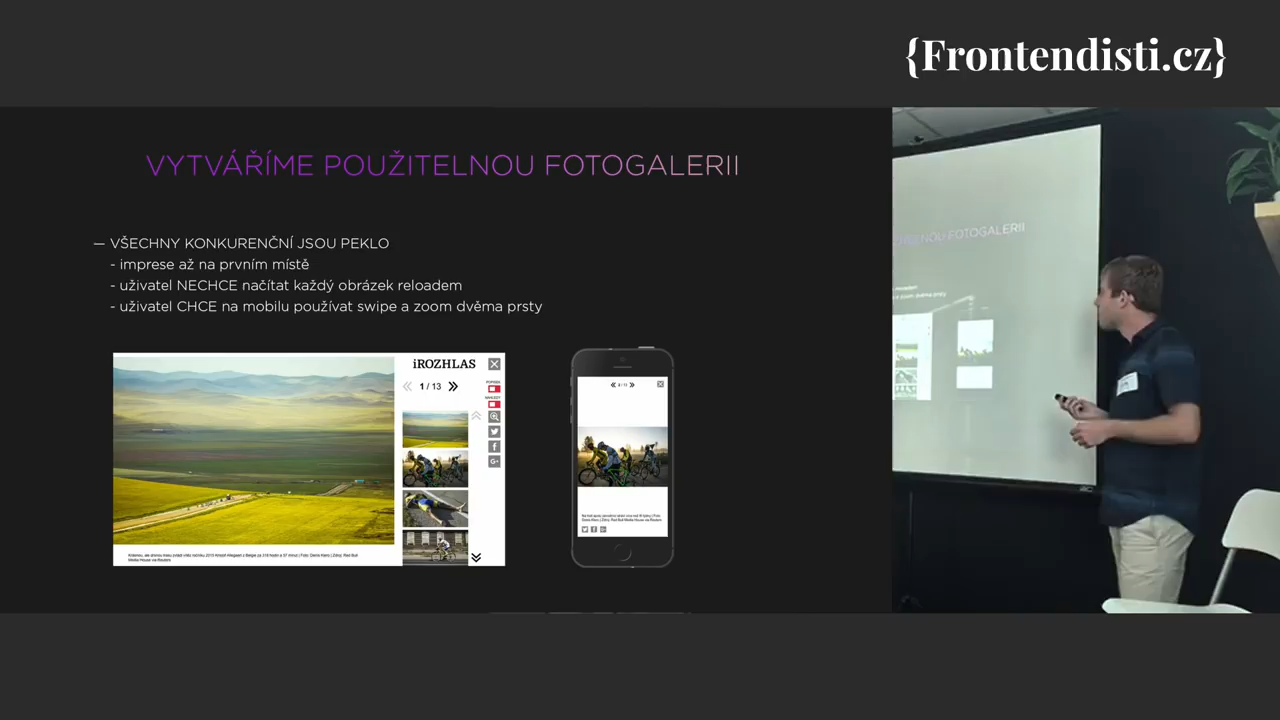 {Frontendisti.cz}
VYTVÁŘÍME POUŽITELNOU FOTOGALERII
— VŠECHNY KONKURENČNÍ JSOU PEKLO
- imprese až na prvním místě
- uživatel NECHCE načítat každý obrázek reloadem
- uživatel CHCE na mobilu používat swipe a zoom dvěma prsty
iROZHLAS
1 / 13
FOTOGALERII